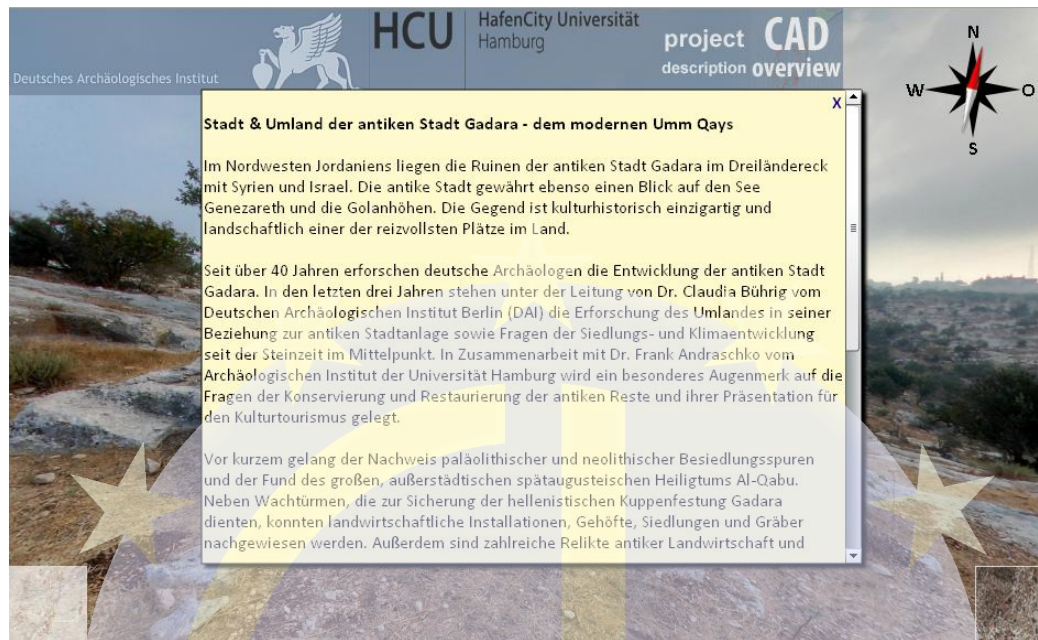 Deutsches Archäologisches Institut
HCU
HafenCity Universität
Hamburg
project
description
CAD
overview
N
W
O
S
X
Stadt & Umland der antiken Stadt Gadara - dem modernen Umm Qays
Im Nordwesten Jordaniens liegen die Ruinen der antiken Stadt Gadara im Dreiländereck
mit Syrien und Israel. Die antike Stadt gewährt ebenso einen Blick auf den See
Genezareth und die Golanhöhen. Die Gegend ist kulturhistorisch einzigartig und
landschaftlich einer der reizvollsten Plätze im Land.
Seit über 40 Jahren erforschen deutsche Archäologen die Entwicklung der antiken Stadt
Gadara. In den letzten drei Jahren stehen unter der Leitung von Dr. Claudia Bührig vom
Deutschen Archäologischen Institut Berlin (DAI) die Erforschung des Umlandes in seiner
Beziehung zur antiken Stadtanlage sowie Fragen der Siedlungs- und Klimaentwicklung
seit der Steinzeit im Mittelpunkt. In Zusammenarbeit mit Dr. Frank Andraschko vom
Archäologischen Institut der Universität Hamburg wird ein besonderes Augenmerk auf die
Fragen der Konservierung und Restaurierung der antiken Reste und ihrer Präsentation für
den Kulturtourismus gelegt.
Vor kurzem gelang der Nachweis paläolithischer und neolithischer Besiedlungsspuren
und der Fund des großen, außerstädtischen spätaugusteischen Heiligtums Al-Qabu.
Neben Wachtürmen, die zur Sicherung der hellenistischen Kuppenfestung Gadara
dienten, konnten landwirtschaftliche Installationen, Gehöfte, Siedlungen und Gräber
nachgewiesen werden. Außerdem sind zahlreiche Relikte antiker Landwirtschaft und